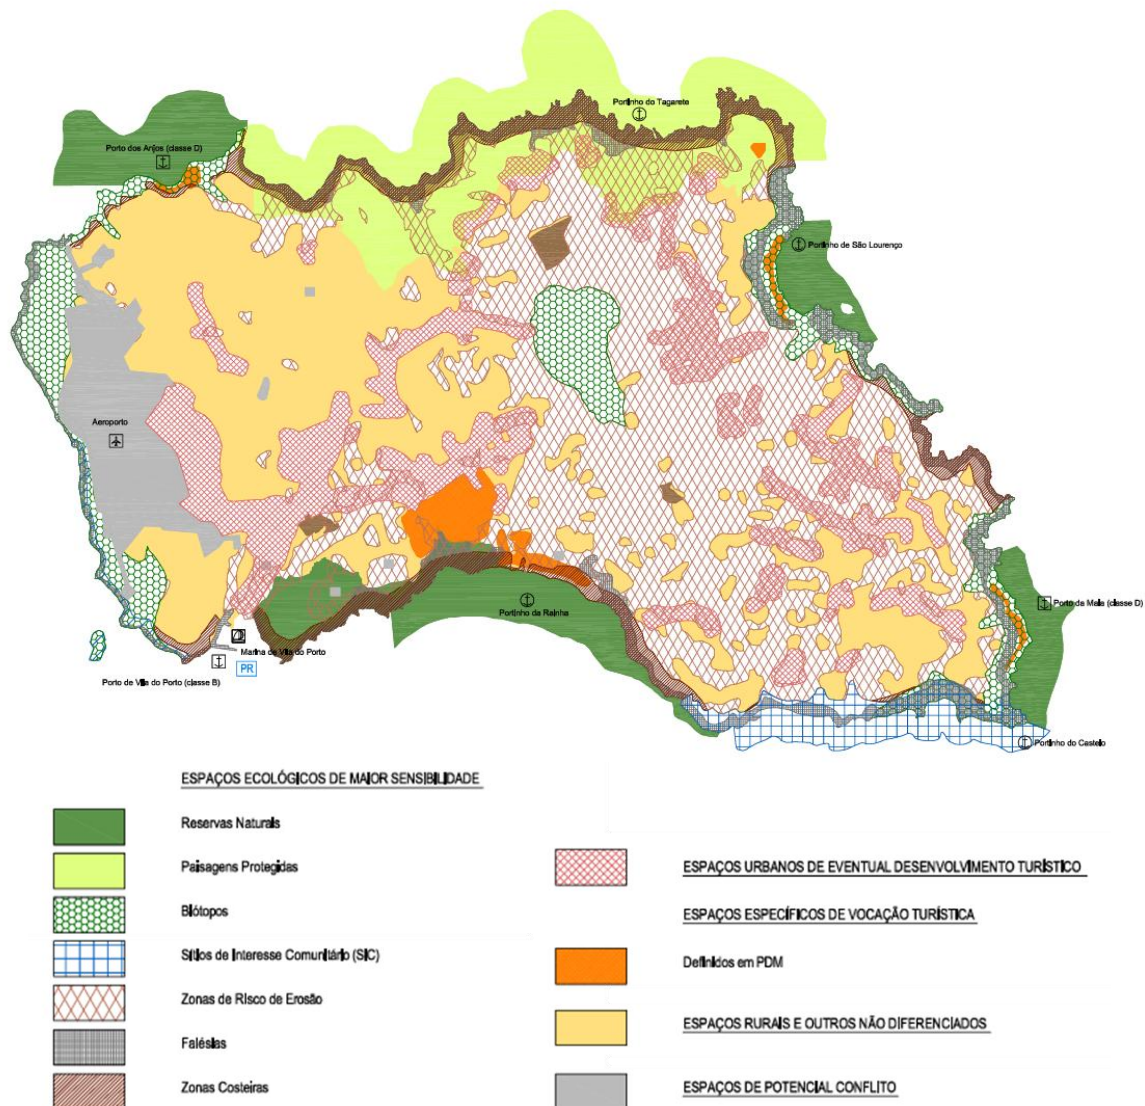 Portinho do Tagarete
Porto dos Anjos (classe D)
Portinho de São Lourenço
Aeroporto
Portinho da Rainha
Porto da Maia (classe D)
Marina de Vila do Porto
PR
Porto de Vila do Porto (classe B)
Portinho do Castelo
ESPAÇOS ECOLÓGICOS DE MAIOR SENSIBILIDADE
Reservas Naturais
Paisagens Protegidas
Biótopos
Sítios de Interesse Comunitário (SIC)
Zonas de Risco de Erosão
Falésias
Zonas Costeiras
ESPAÇOS URBANOS DE EVENTUAL DESENVOLVIMENTO TURÍSTICO
ESPAÇOS ESPECÍFICOS DE VOCAÇÃO TURÍSTICA
Definidos em PDM
ESPAÇOS RURAIS E OUTROS NÃO DIFERENCIADOS
ESPAÇOS DE POTENCIAL CONFLITO